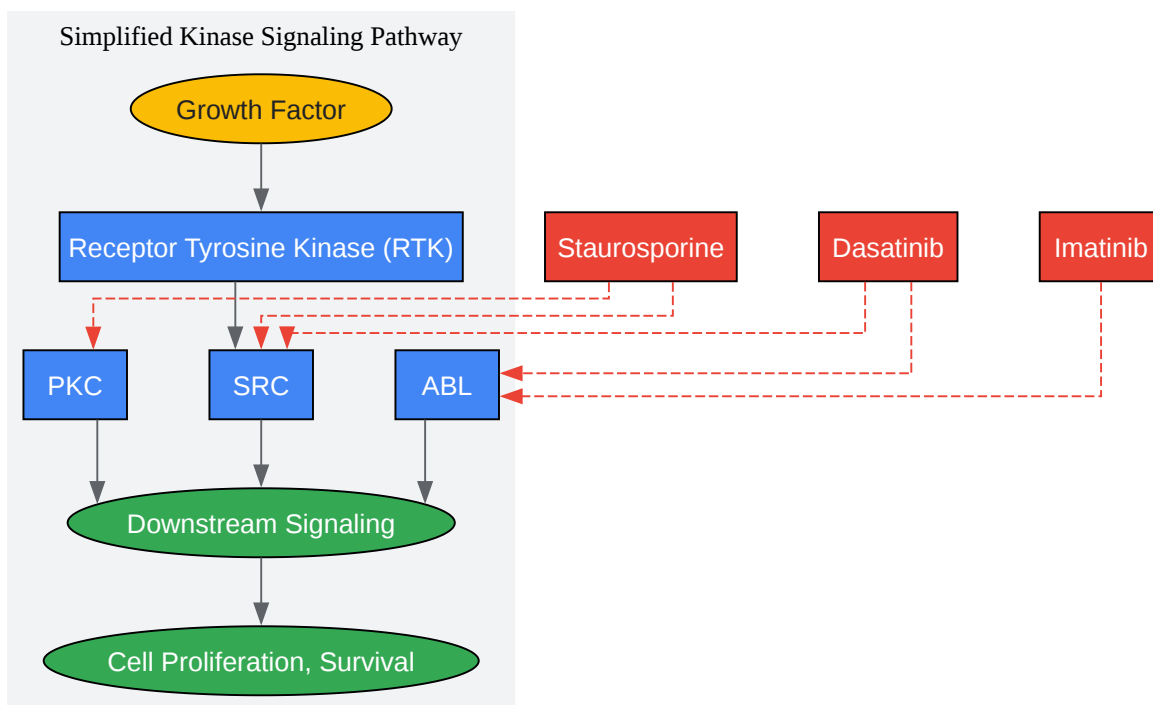 Simplified Kinase Signaling Pathway
Growth Factor
Receptor Tyrosine Kinase (RTK)
Staurosporine
Dasatinib
Imatinib
PKC
SRC
ABL
Downstream Signaling
Cell Proliferation, Survival